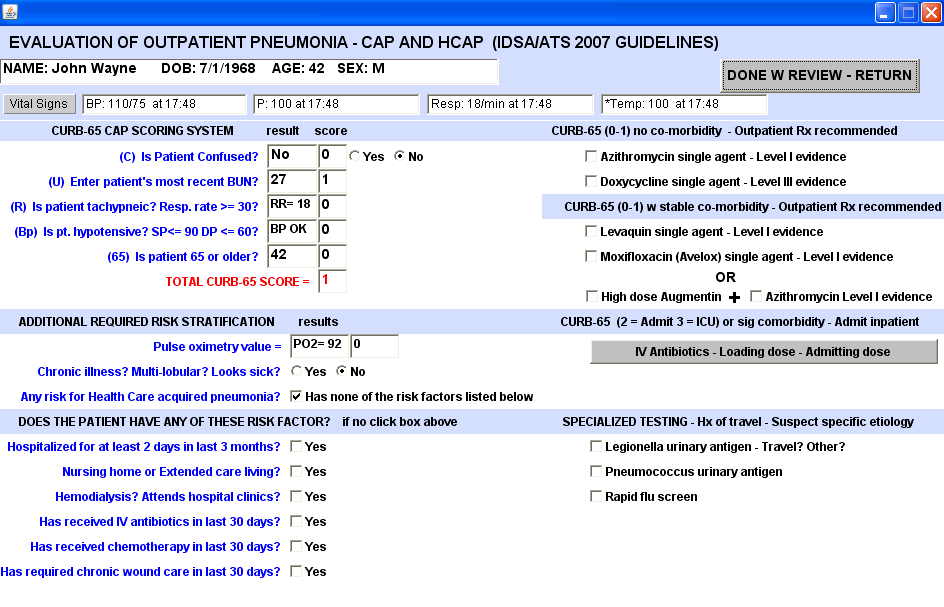 EVALUATION OF OUTPATIENT PNEUMONIA - CAP AND HCAP (IDSA/ATS 2007 GUIDELINES)
NAME: John Wayne DOB: 7/1/1968 AGE: 42 SEX: M
DONE W REVIEW - RETURN
Vital Signs BP: 110/75 at 17:48 P: 100 at 17:48 Resp: 18/min at 17:48 *Temp: 100 at 17:48
CURB-65 CAP SCORING SYSTEM result score
(C) Is Patient Confused? No 0 Yes No
(U) Enter patient's most recent BUN? 27 1
(R) Is patient tachypneic? Resp. rate >= 30? RR= 18 0
(Bp) Is pt. hypotensive? SP<= 90 DP <= 60? BP OK 0
(65) Is patient 65 or older? 42 0
TOTAL CURB-65 SCORE = 1
ADDITIONAL REQUIRED RISK STRATIFICATION results
Pulse oximetry value = PO2= 92 0
Chronic illness? Multi-lobular? Looks sick? Yes No
Any risk for Health Care acquired pneumonia? Has none of the risk factors listed below
DOES THE PATIENT HAVE ANY OF THESE RISK FACTOR? if no click box above
Hospitalized for at least 2 days in last 3 months? Yes
Nursing home or Extended care living? Yes
Hemodialysis? Attends hospital clinics? Yes
Has received IV antibiotics in last 30 days? Yes
Has received chemotherapy in last 30 days? Yes
Has required chronic wound care in last 30 days? Yes
CURB-65 (0-1) no co-morbidity - Outpatient Rx recommended
Azithromycin single agent - Level I evidence
Doxycycline single agent - Level III evidence
CURB-65 (0-1) w stable co-morbidity - Outpatient Rx recommended
Levaquin single agent - Level I evidence
Moxifloxacin (Avelox) single agent - Level I evidence
OR
High dose Augmentin + Azithromycin Level I evidence
CURB-65 (2 = Admit 3 = ICU) or sig comorbidity - Admit inpatient
IV Antibiotics - Loading dose - Admitting dose
SPECIALIZED TESTING - Hx of travel - Suspect specific etiology
Legionella urinary antigen - Travel? Other?
Pneumococcus urinary antigen
Rapid flu screen